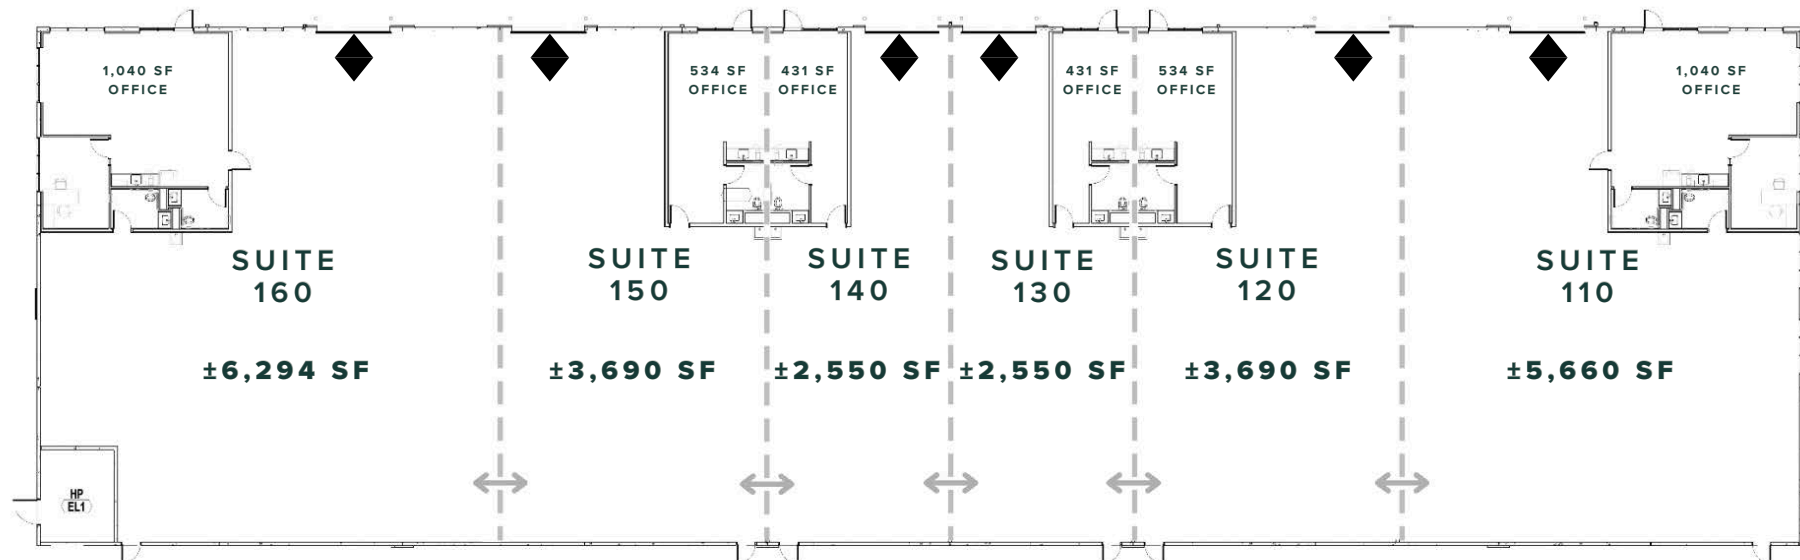 1,040 SF
OFFICE
534 SF
OFFICE
431 SF
OFFICE
431 SF
OFFICE
534 SF
OFFICE
1,040 SF
OFFICE
SUITE
160
±6,294 SF
SUITE
150
±3,690 SF
SUITE
140
±2,550 SF
SUITE
130
±2,550 SF
SUITE
120
±3,690 SF
SUITE
110
±5,660 SF
HP
EL1